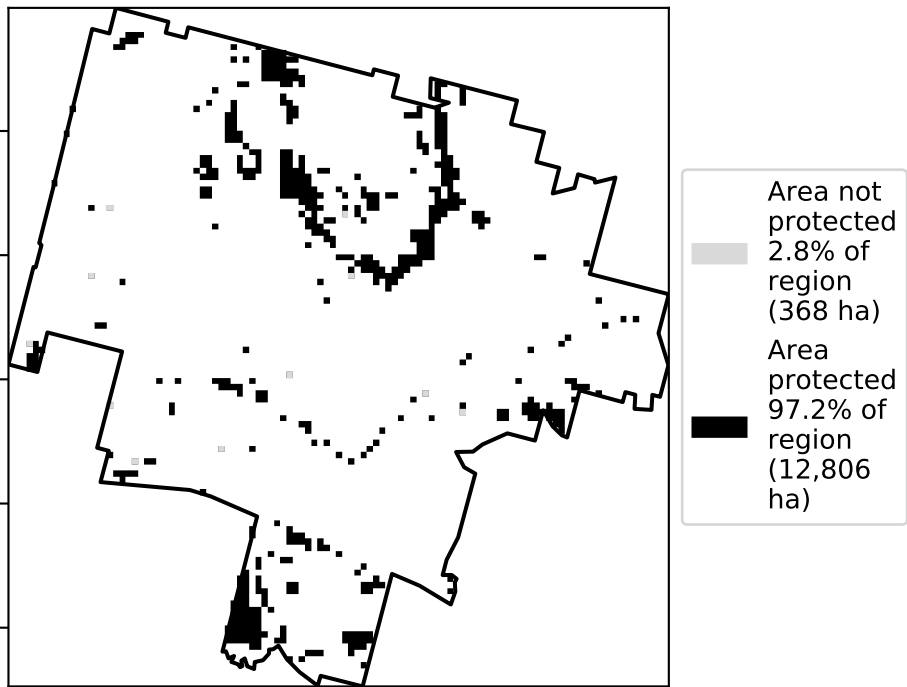 Area not
protected
2.8% of
region
(368 ha)
Area
protected
97.2% of
region
(12,806
ha)